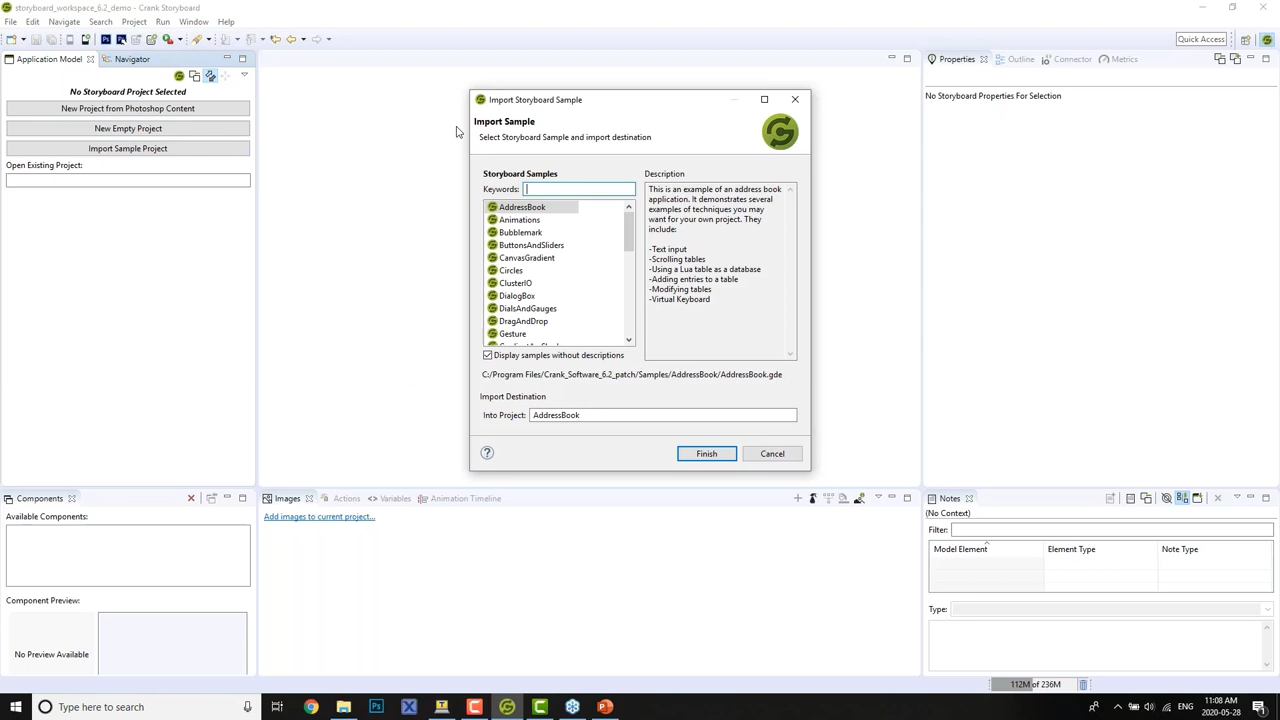 storyboard_workspace_6.2_demo - Crank Storyboard
File Edit Navigate Search Project Run Window Help
Quick Access
Application Model
Navigator
Properties
Outline
Connector
Metrics
No Storyboard Project Selected
New Project from Photoshop Content
New Empty Project
Import Sample Project
Open Existing Project:
No Storyboard Properties For Selection
Import Storyboard Sample
Import Sample
Select Storyboard Sample and import destination
Storyboard Samples
Keywords:
AddressBook
Animations
Bubblemark
ButtonsAndSliders
CanvasGradient
Circles
ClusterIO
DialogBox
DialsAndGauges
DragAndDrop
Gesture
Description
This is an example of an address book
application. It demonstrates several
examples of techniques you may
want for your own project. They
include:
-Text input
-Scrolling tables
-Using a Lua table as a database
-Adding entries to a table
-Modifying tables
-Virtual Keyboard
Display samples without descriptions
C:/Program Files/Crank_Software_6.2_patch/Samples/AddressBook/AddressBook.gde
Import Destination
Into Project: AddressBook
Finish
Cancel
Components
Available Components:
Component Preview:
No Preview Available
Images
Actions
Variables
Animation Timeline
Add images to current project...
Notes
(No Context)
Filter:
Model Element
Element Type
Note Type
Type:
112M of 236M
Type here to search
ENG
11:08 AM
2020-05-28